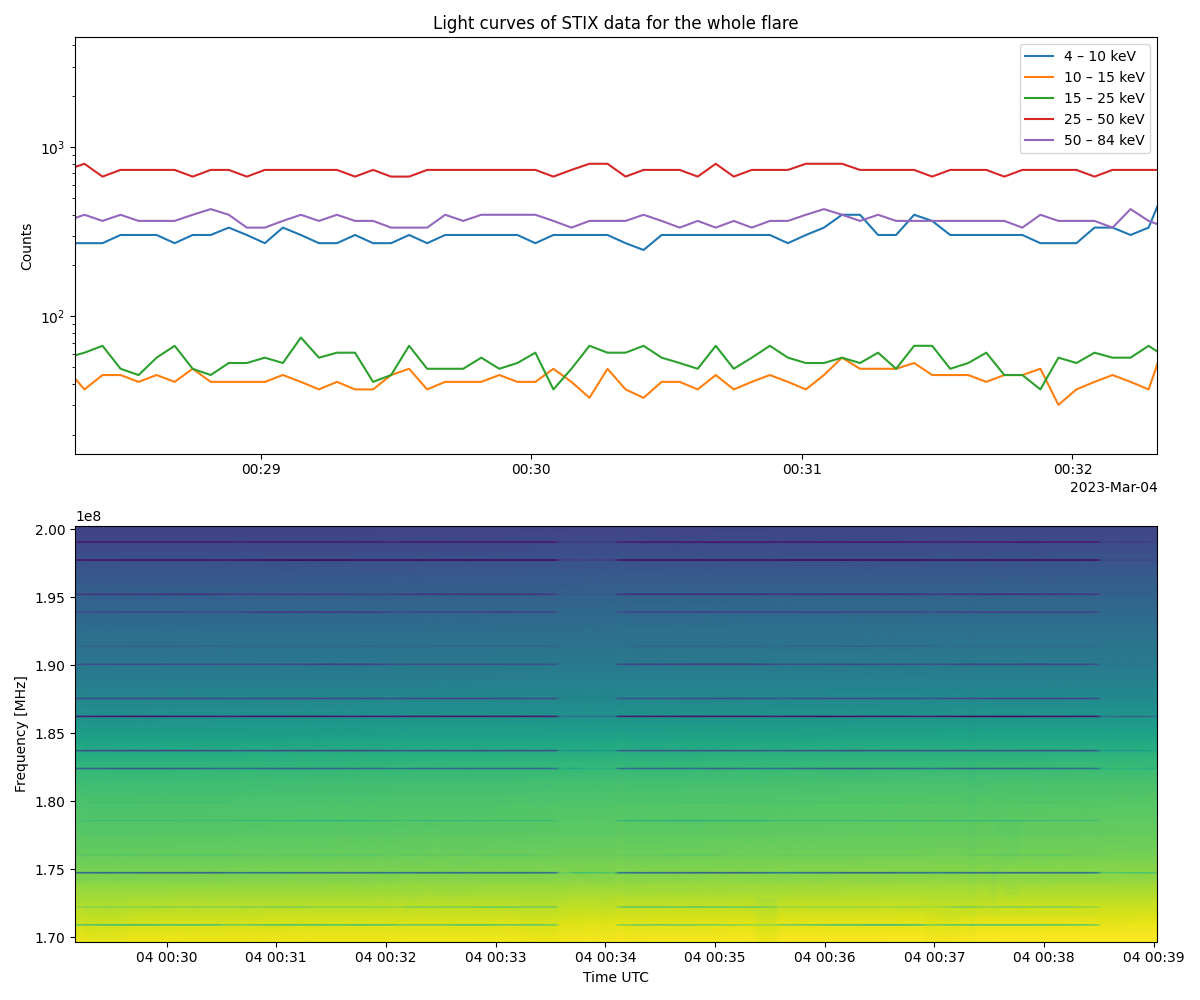 Light curves of STIX data for the whole flare
4 – 10 keV
10 – 15 keV
15 – 25 keV
25 – 50 keV
50 – 84 keV
10³
10²
Counts
00:29 00:30 00:31 00:32
2023-Mar-04
1e8
2.00
1.95
1.90
1.85
1.80
1.75
1.70
Frequency [MHz]
04 00:30 04 00:31 04 00:32 04 00:33 04 00:34 04 00:35 04 00:36 04 00:37 04 00:38 04 00:39
Time UTC